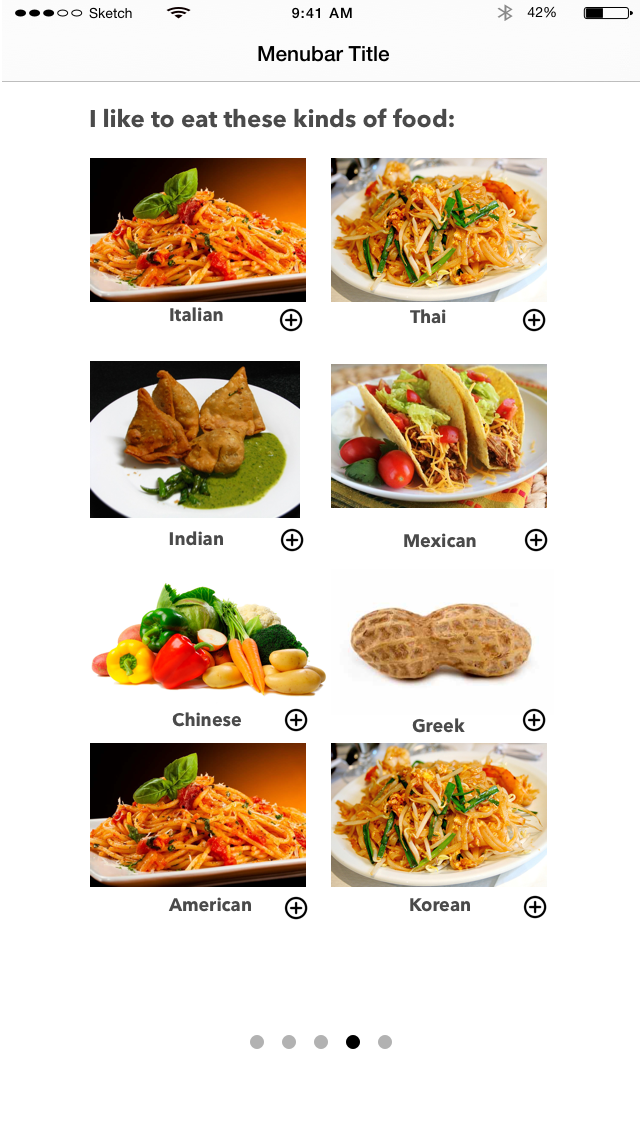 Sketch 9:41 AM 42%
Menubar Title
I like to eat these kinds of food:
Italian Thai
Indian Mexican
Chinese Greek
American Korean